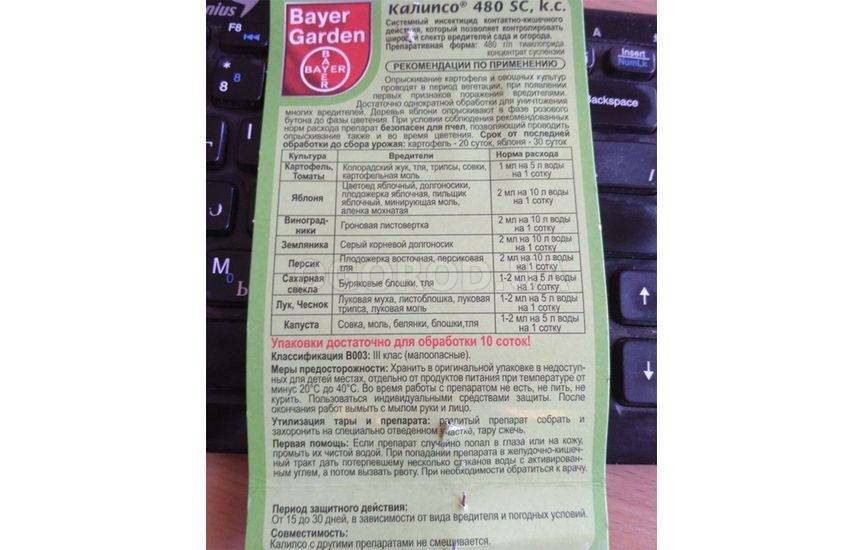 nius
F8
Bayer
Garden
BAYER
BAYER
Калипсо® 480 SC, к.с.
Системный инсектицид контактно-кишечного
действия, который позволяет контролировать
широкий спектр вредителей сада и огорода.
Препаративная форма: 480 г/л тиаклоприда
концентрат суспензии
РЕКОМЕНДАЦИИ ПО ПРИМЕНЕНИЮ
Опрыскивание картофеля и овощных культур
проводят в период вегетации, при появлении
первых признаков поражения вредителями.
Достаточно однократной обработки для уничтожения
многих вредителей. Деревья яблони опрыскивают в фазе розового
бутона до фазы цветения. При условии соблюдения рекомендованных
норм расхода препарат безопасен для пчел, позволяющий проводить
опрыскивание также и во время цветения. Срок от последней
обработки до сбора урожая: картофель - 20 суток, яблоня - 30 суток
Культура Вредители Норма расхода
Картофель, Томаты Колорадский жук, тля, трипсы, совки, картофельная моль 1 мл на 5 л воды на 1 сотку
Яблоня Цветоед яблочный, долгоносики, плодожерка яблочная, пильщик яблочный, минирующая моль, аленка мохнатая 2 мл на 10 л воды на 1 сотку
Виноград-ники Гроновая листовертка 2 мл на 10 л воды на 1 сотку
Земляника Серый корневой долгоносик 2 мл на 10 л воды на 1 сотку
Персик Плодожерка восточная, персиковая тля 2 мл на 10 л воды на 1 сотку
Сахарная свекла Буряковые блошки, тля 1-2 мл на 5 л воды на 1 сотку
Лук, Чеснок Луковая муха, листоблошка, луковая трипса, луковая моль 1-2 мл на 5 л воды на 1 сотку
Капуста Совка, моль, белянки, блошки,тля 1-2 мл на 5 л воды на 1 сотку
Упаковки достаточно для обработки 10 соток!
Классификация В003: III клас (малоопасные).
Меры предосторожности: Хранить в оригинальной упаковке в недоступ-
ных для детей местах, отдельно от продуктов питания при температуре от
минус 20°С до 40°С. Во время работы с препаратом не есть, не пить, не
курить. Пользоваться индивидуальными средствами защиты. После
окончания работ вымыть с мылом руки и лицо.
Утилизация тары и препарата: разлитый препарат собрать и
захоронить на специально отведенном участке, тару сжечь.
Первая помощь: Если препарат случайно попал в глаза или на кожу,
промыть их чистой водой. При попадании препарата в желудочно-кишеч-
ный тракт дать потерпевшему несколько стаканов воды с активирован-
ным углем, а потом вызвать рвоту. При необходимости обратиться к врачу.
Период защитного действия:
От 15 до 30 дней, в зависимости от вида вредителя и погодных условий.
Совместимость:
Калипсо с другими препаратами не смешивается.
*
8
8
9
М
Ь
A
Insert
NumLK
Backspace